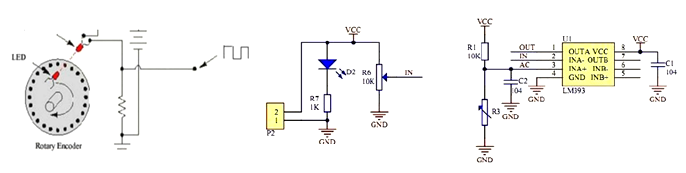 LED
Rotary Encoder
VCC
D2
R6
10K
IN
R7
1K
2
1
P2
GND
GND
VCC
R1
10K
OUT
IN
AC
C2
104
R3
GND
GND
U1
1 OUTA VCC 8
2 INA- OUTB 7
3 INA+ INB- 6
4 GND INB+ 5
LM393
GND
VCC
C1
104
GND